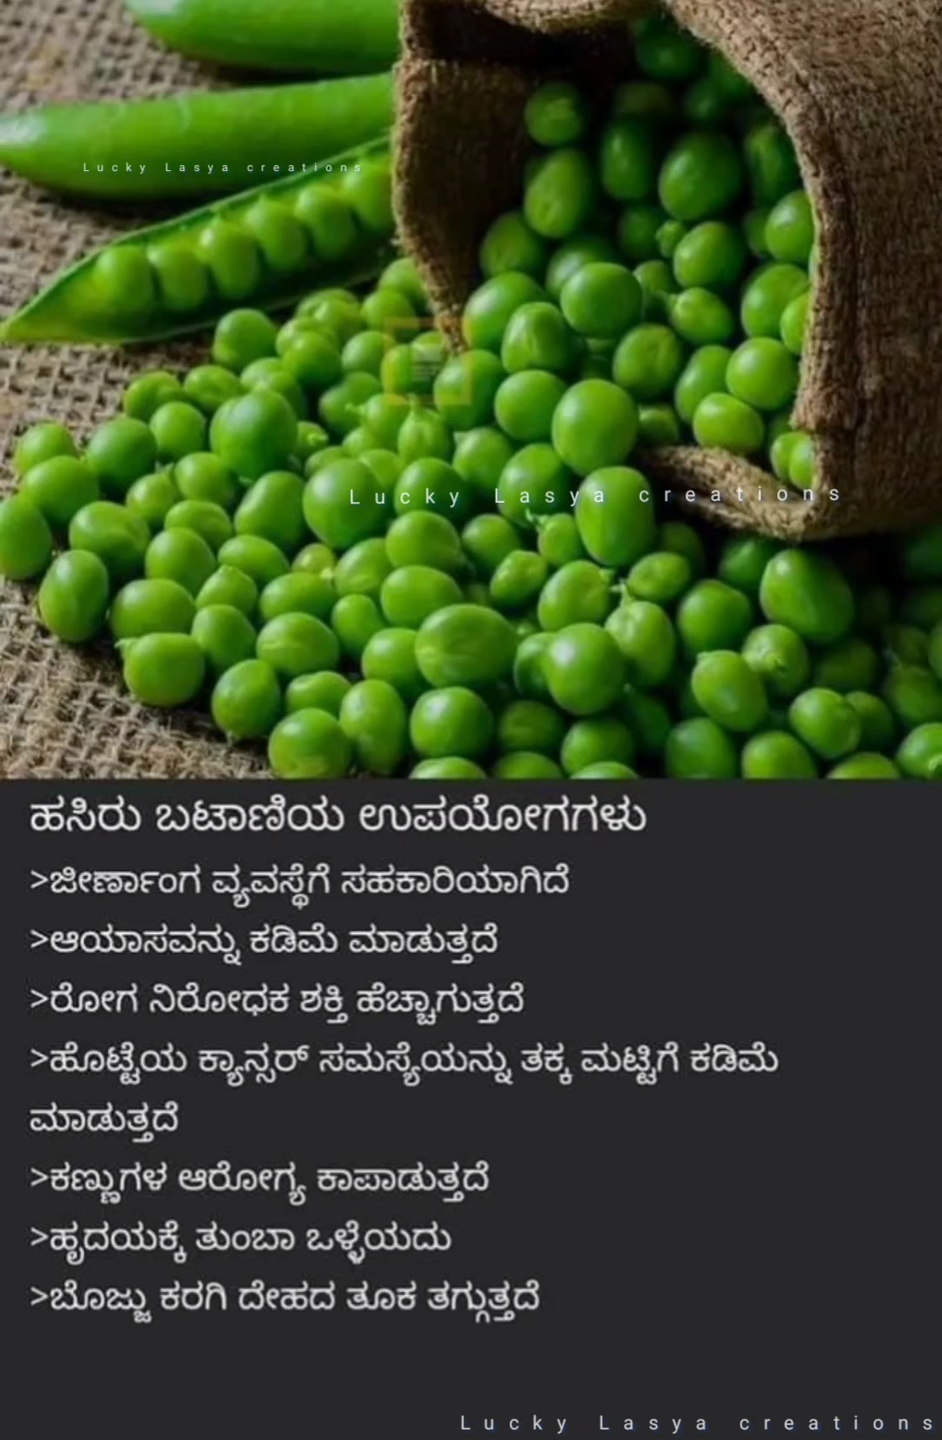 Lucky Lasya creations
Lucky Lasya creations
ಹಸಿರು ಬಟಾಣಿಯ ಉಪಯೋಗಗಳು
>ಜೀರ್ಣಾಂಗ ವ್ಯವಸ್ಥೆಗೆ ಸಹಕಾರಿಯಾಗಿದೆ
>ಆಯಾಸವನ್ನು ಕಡಿಮೆ ಮಾಡುತ್ತದೆ
>ರೋಗ ನಿರೋಧಕ ಶಕ್ತಿ ಹೆಚ್ಚಾಗುತ್ತದೆ
>ಹೊಟ್ಟೆಯ ಕ್ಯಾನ್ಸರ್ ಸಮಸ್ಯೆಯನ್ನು ತಕ್ಕ ಮಟ್ಟಿಗೆ ಕಡಿಮೆ
ಮಾಡುತ್ತದೆ
>ಕಣ್ಣುಗಳ ಆರೋಗ್ಯ ಕಾಪಾಡುತ್ತದೆ
>ಹೃದಯಕ್ಕೆ ತುಂಬಾ ಒಳ್ಳೆಯದು
>ಬೊಜ್ಜು ಕರಗಿ ದೇಹದ ತೂಕ ತಗ್ಗುತ್ತದೆ
Lucky Lasya creations